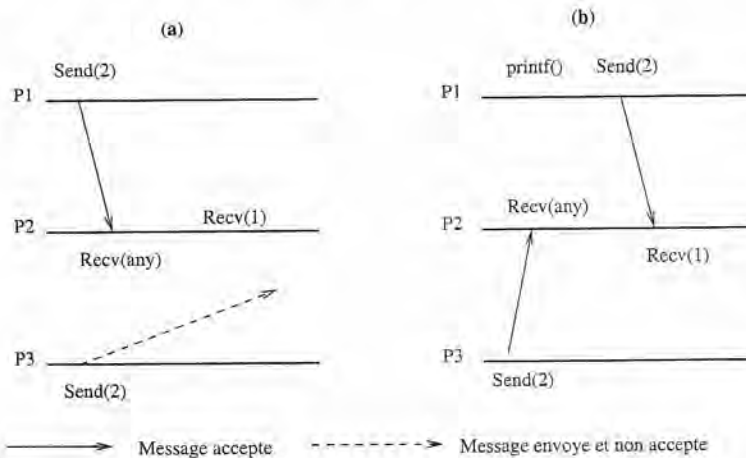 (a)
Send(2)
P1
P2
Recv(1)
Recv(any)
P3
Send(2)
(b)
printf() Send(2)
P1
Recv(any)
P2
Recv(1)
P3
Send(2)
Message accepte
Message envoye et non accepte